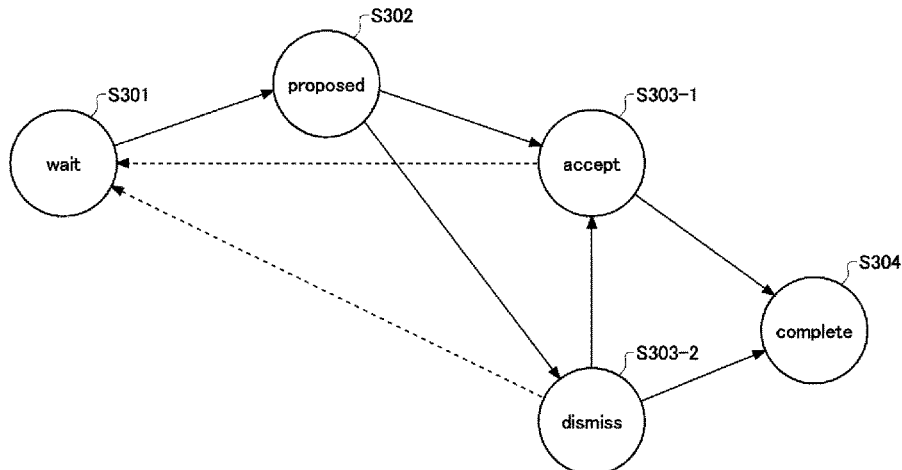 S302
proposed
S301
wait
S303-1
accept
S304
complete
S303-2
dismiss